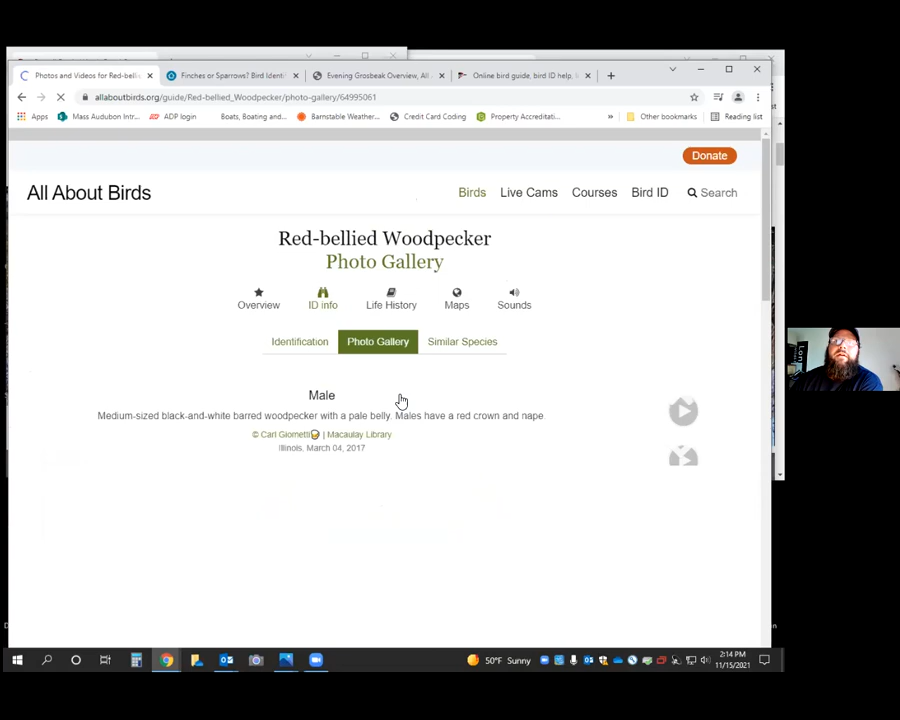 Photos and Videos for Red-belli
Finches or Sparrows? Bird Identi
Evening Grosbeak Overview, All
Online bird guide, bird ID help, l
allaboutbirds.org/guide/Red-bellied_Woodpecker/photo-gallery/64995061
Apps
Mass Audubon Intr...
ADP login
Boats, Boating and...
Barnstable Weather...
Credit Card Coding
Property Accreditati...
»
Other bookmarks
Reading list
Donate
All About Birds
Birds
Live Cams
Courses
Bird ID
Search
Red-bellied Woodpecker
Photo Gallery
Overview
ID info
Life History
Maps
Sounds
Identification
Photo Gallery
Similar Species
Male
Medium-sized black-and-white barred woodpecker with a pale belly. Males have a red crown and nape.
© Carl Giometti | Macaulay Library
Illinois, March 04, 2017
50°F Sunny
2:14 PM
11/15/2021